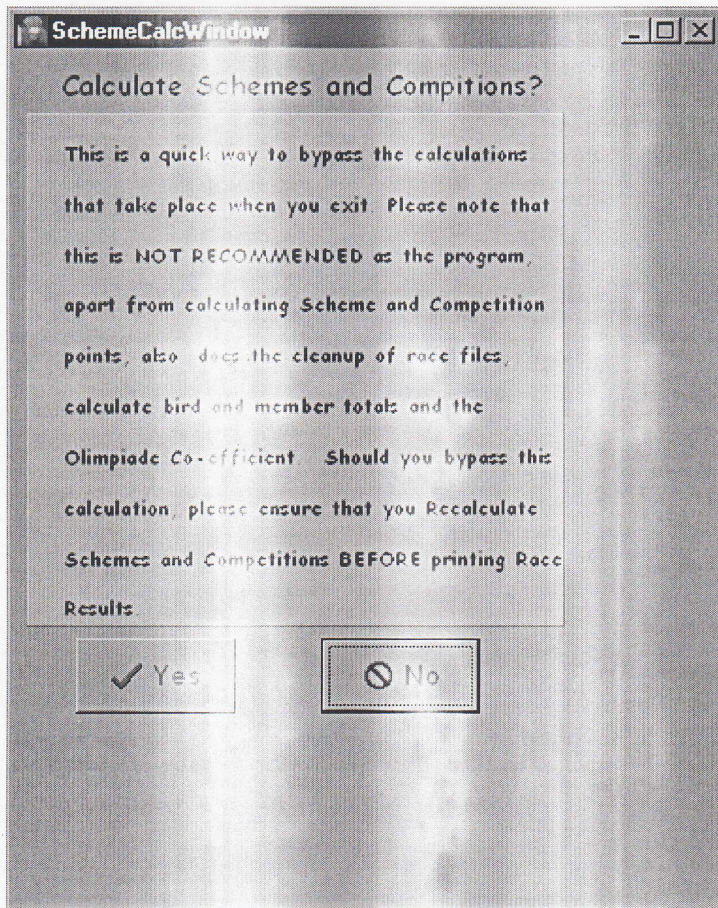 SchemeCalcWindow
Calculate Schemes and Compitions?
This is a quick way to bypass the calculations
that take place when you exit. Please note that
this is NOT RECOMMENDED as the program,
apart from calculating Scheme and Competition
points, also does the cleanup of race files,
calculate bird and member totals and the
Olimpiade Co-efficient. Should you bypass this
calculation, please ensure that you Recalculate
Schemes and Competitions BEFORE printing Race
Results.
Yes No